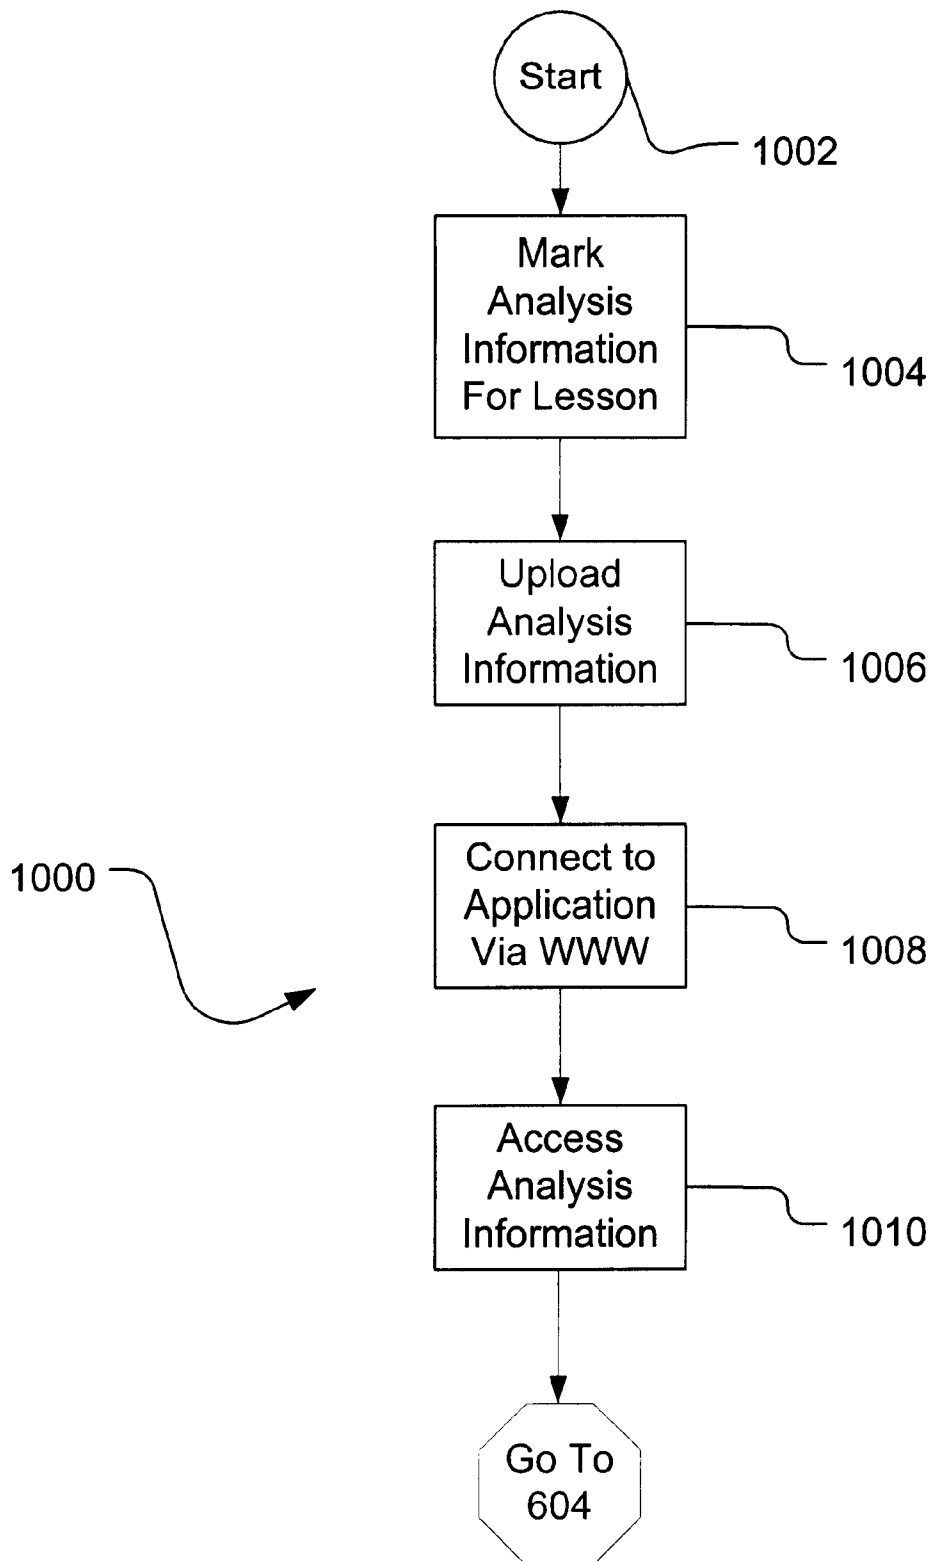 Start
1002
Mark
Analysis
Information
For Lesson
1004
Upload
Analysis
Information
1006
Connect to
Application
Via WWW
1008
1000
Access
Analysis
Information
1010
Go To
604